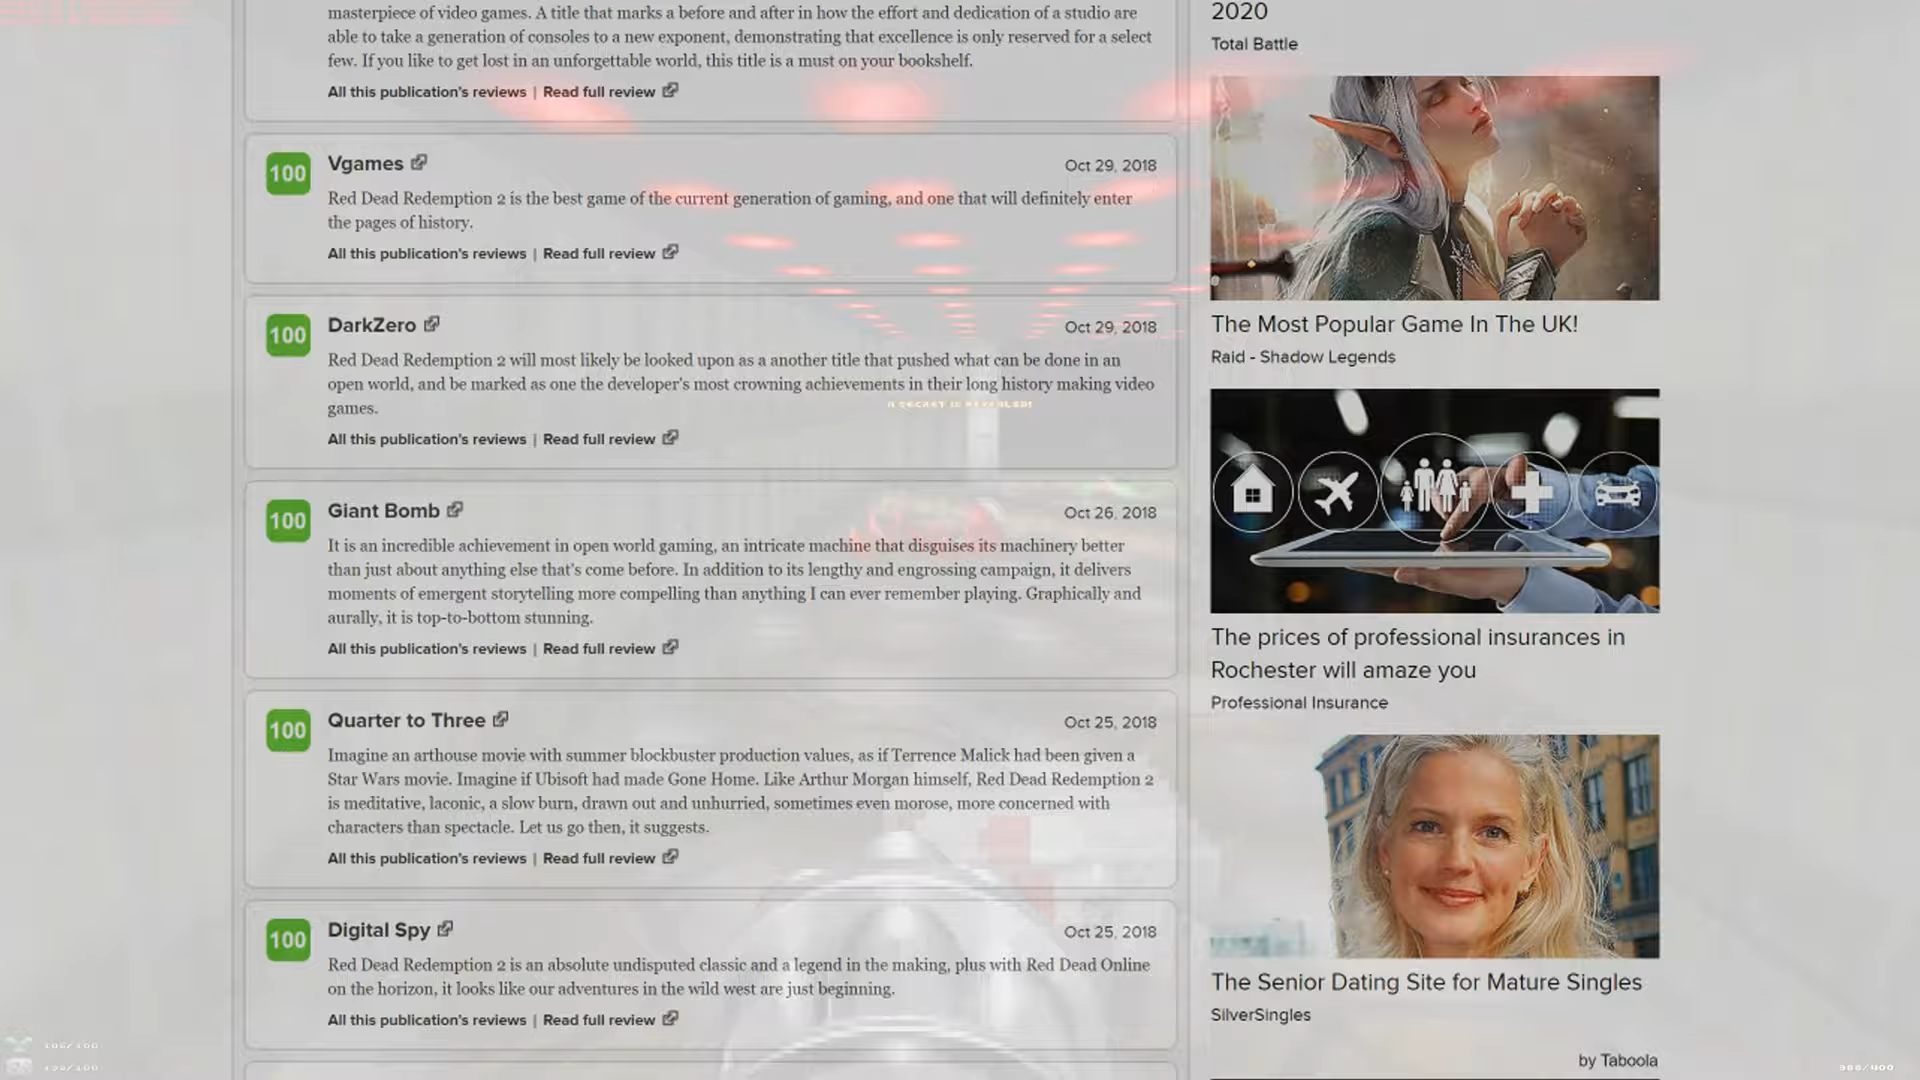 masterpiece of video games. A title that marks a before and after in how the effort and dedication of a studio are
able to take a generation of consoles to a new exponent, demonstrating that excellence is only reserved for a select
few. If you like to get lost in an unforgettable world, this title is a must on your bookshelf.
All this publication's reviews | Read full review
100
Vgames
Oct 29, 2018
Red Dead Redemption 2 is the best game of the current generation of gaming, and one that will definitely enter
the pages of history.
All this publication's reviews | Read full review
100
DarkZero
Oct 29, 2018
Red Dead Redemption 2 will most likely be looked upon as a another title that pushed what can be done in an
open world, and be marked as one the developer's most crowning achievements in their long history making video
games.
A SECRET IS REVEALED!
All this publication's reviews | Read full review
100
Giant Bomb
Oct 26, 2018
It is an incredible achievement in open world gaming, an intricate machine that disguises its machinery better
than just about anything else that's come before. In addition to its lengthy and engrossing campaign, it delivers
moments of emergent storytelling more compelling than anything I can ever remember playing. Graphically and
aurally, it is top-to-bottom stunning.
All this publication's reviews | Read full review
100
Quarter to Three
Oct 25, 2018
Imagine an arthouse movie with summer blockbuster production values, as if Terrence Malick had been given a
Star Wars movie. Imagine if Ubisoft had made Gone Home. Like Arthur Morgan himself, Red Dead Redemption 2
is meditative, laconic, a slow burn, drawn out and unhurried, sometimes even morose, more concerned with
characters than spectacle. Let us go then, it suggests.
All this publication's reviews | Read full review
100
Digital Spy
Oct 25, 2018
Red Dead Redemption 2 is an absolute undisputed classic and a legend in the making, plus with Red Dead Online
on the horizon, it looks like our adventures in the wild west are just beginning.
All this publication's reviews | Read full review
2020
Total Battle
The Most Popular Game In The UK!
Raid - Shadow Legends
The prices of professional insurances in
Rochester will amaze you
Professional Insurance
The Senior Dating Site for Mature Singles
SilverSingles
by Taboola